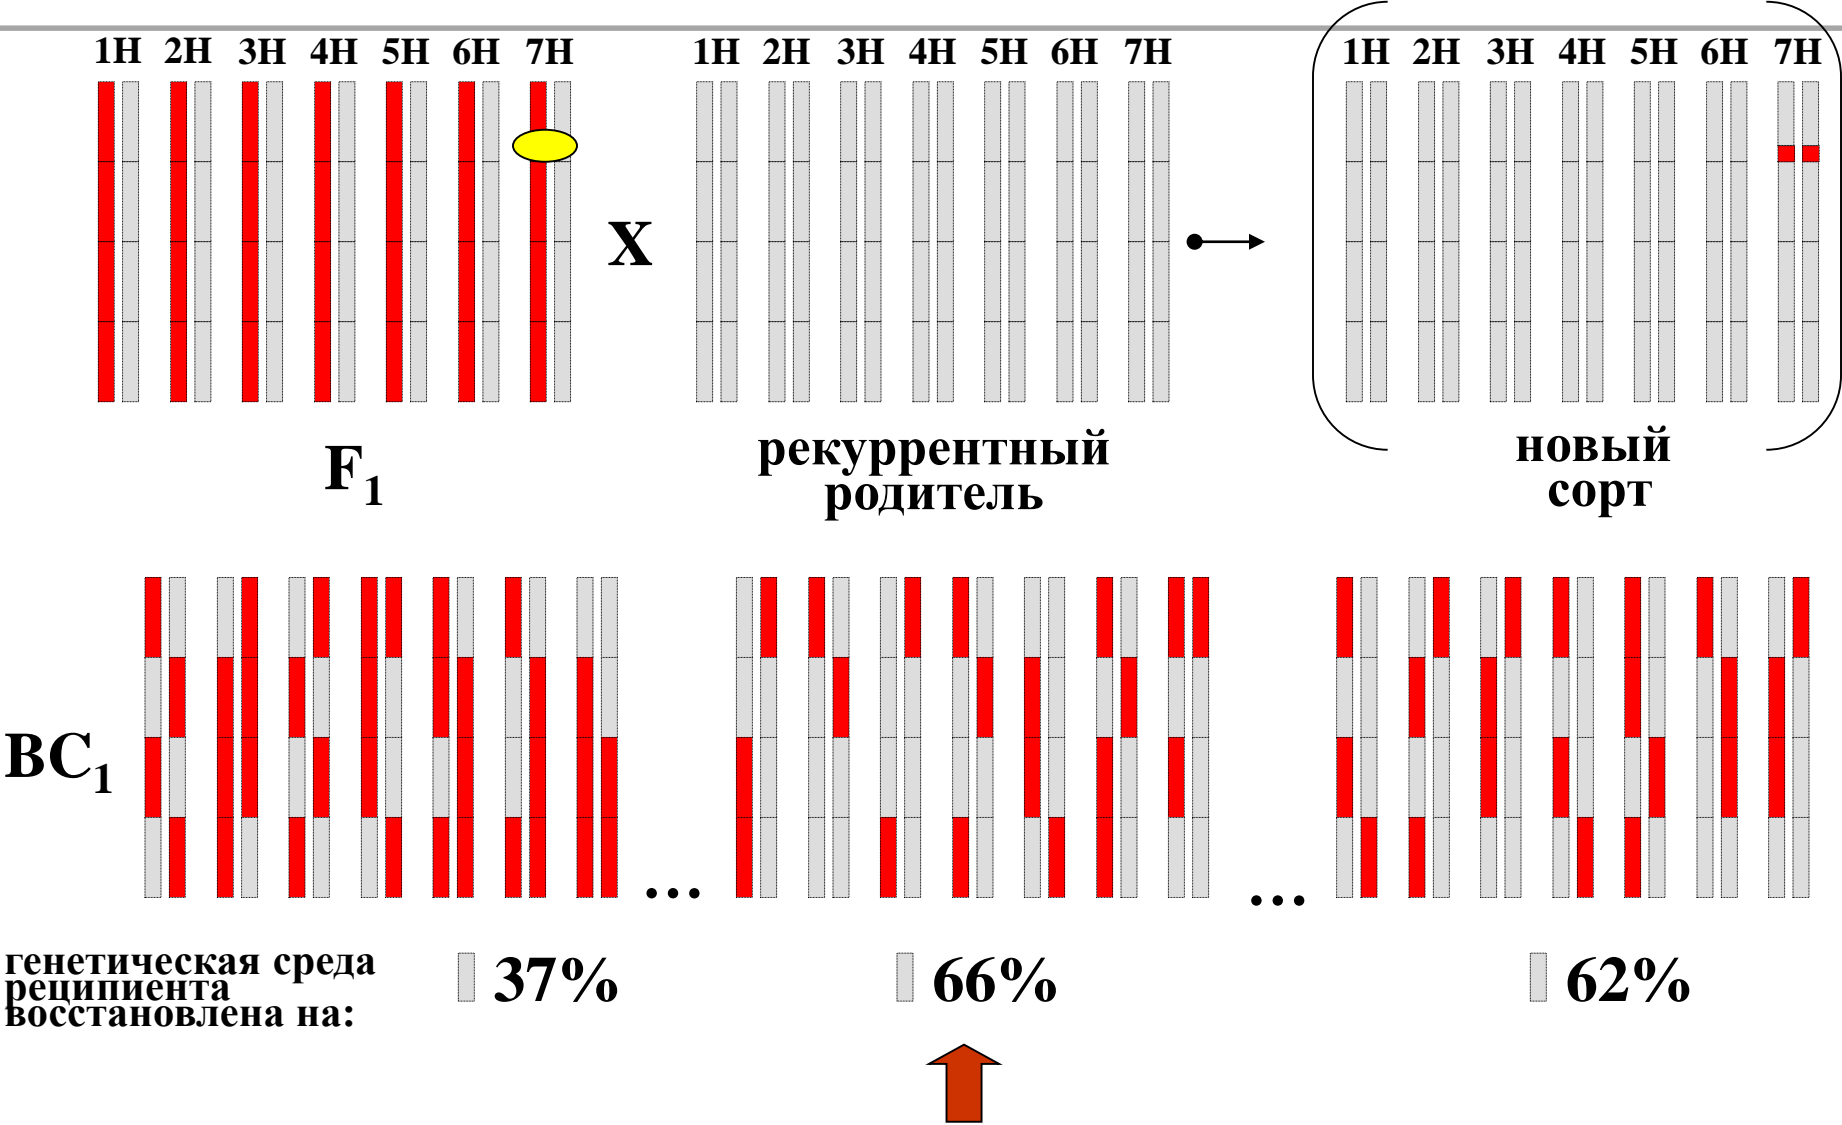 1H 2H 3H 4H 5H 6H 7H
1H 2H 3H 4H 5H 6H 7H
1H 2H 3H 4H 5H 6H 7H
X
F1
рекуррентный
родитель
новый
сорт
BC1
...
...
генетическая среда
реципиента
восстановлена на:
37%
66%
62%